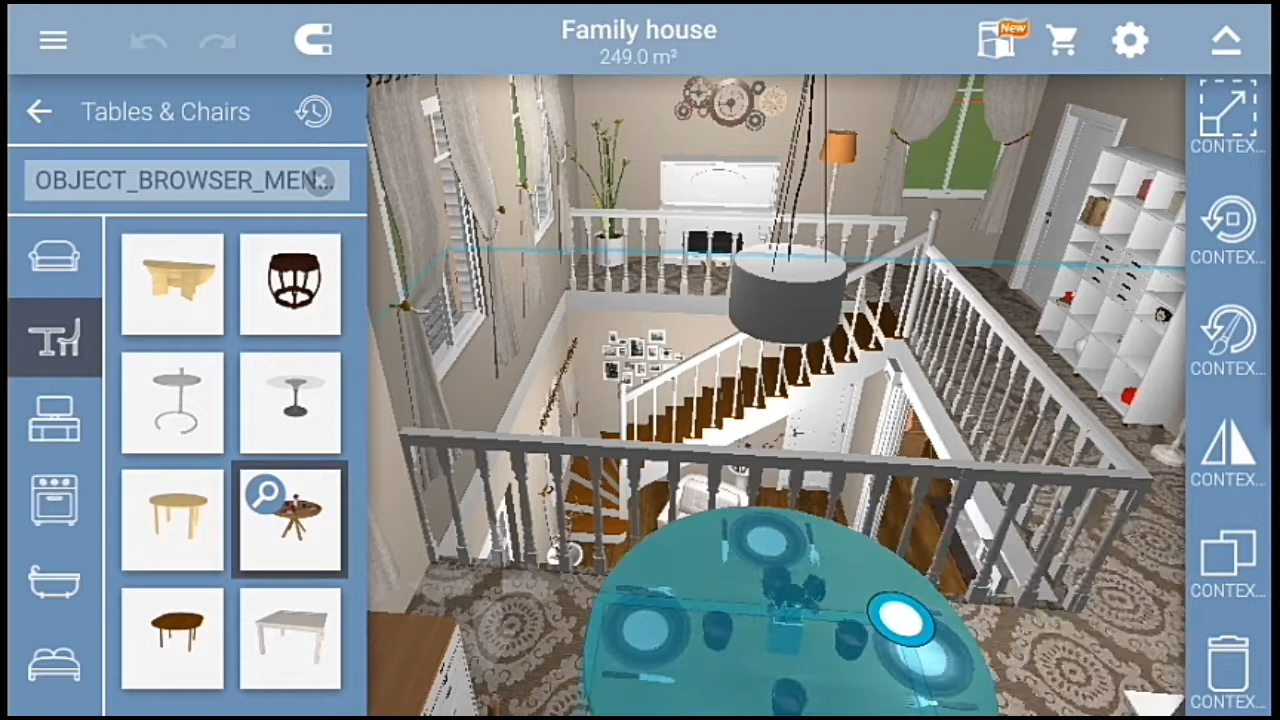 Family house
249.0 m²
New
Tables & Chairs
OBJECT_BROWSER_MEN...
CONTEX...
CONTEX...
CONTEX...
CONTEX...
CONTEX...
CONTEX...